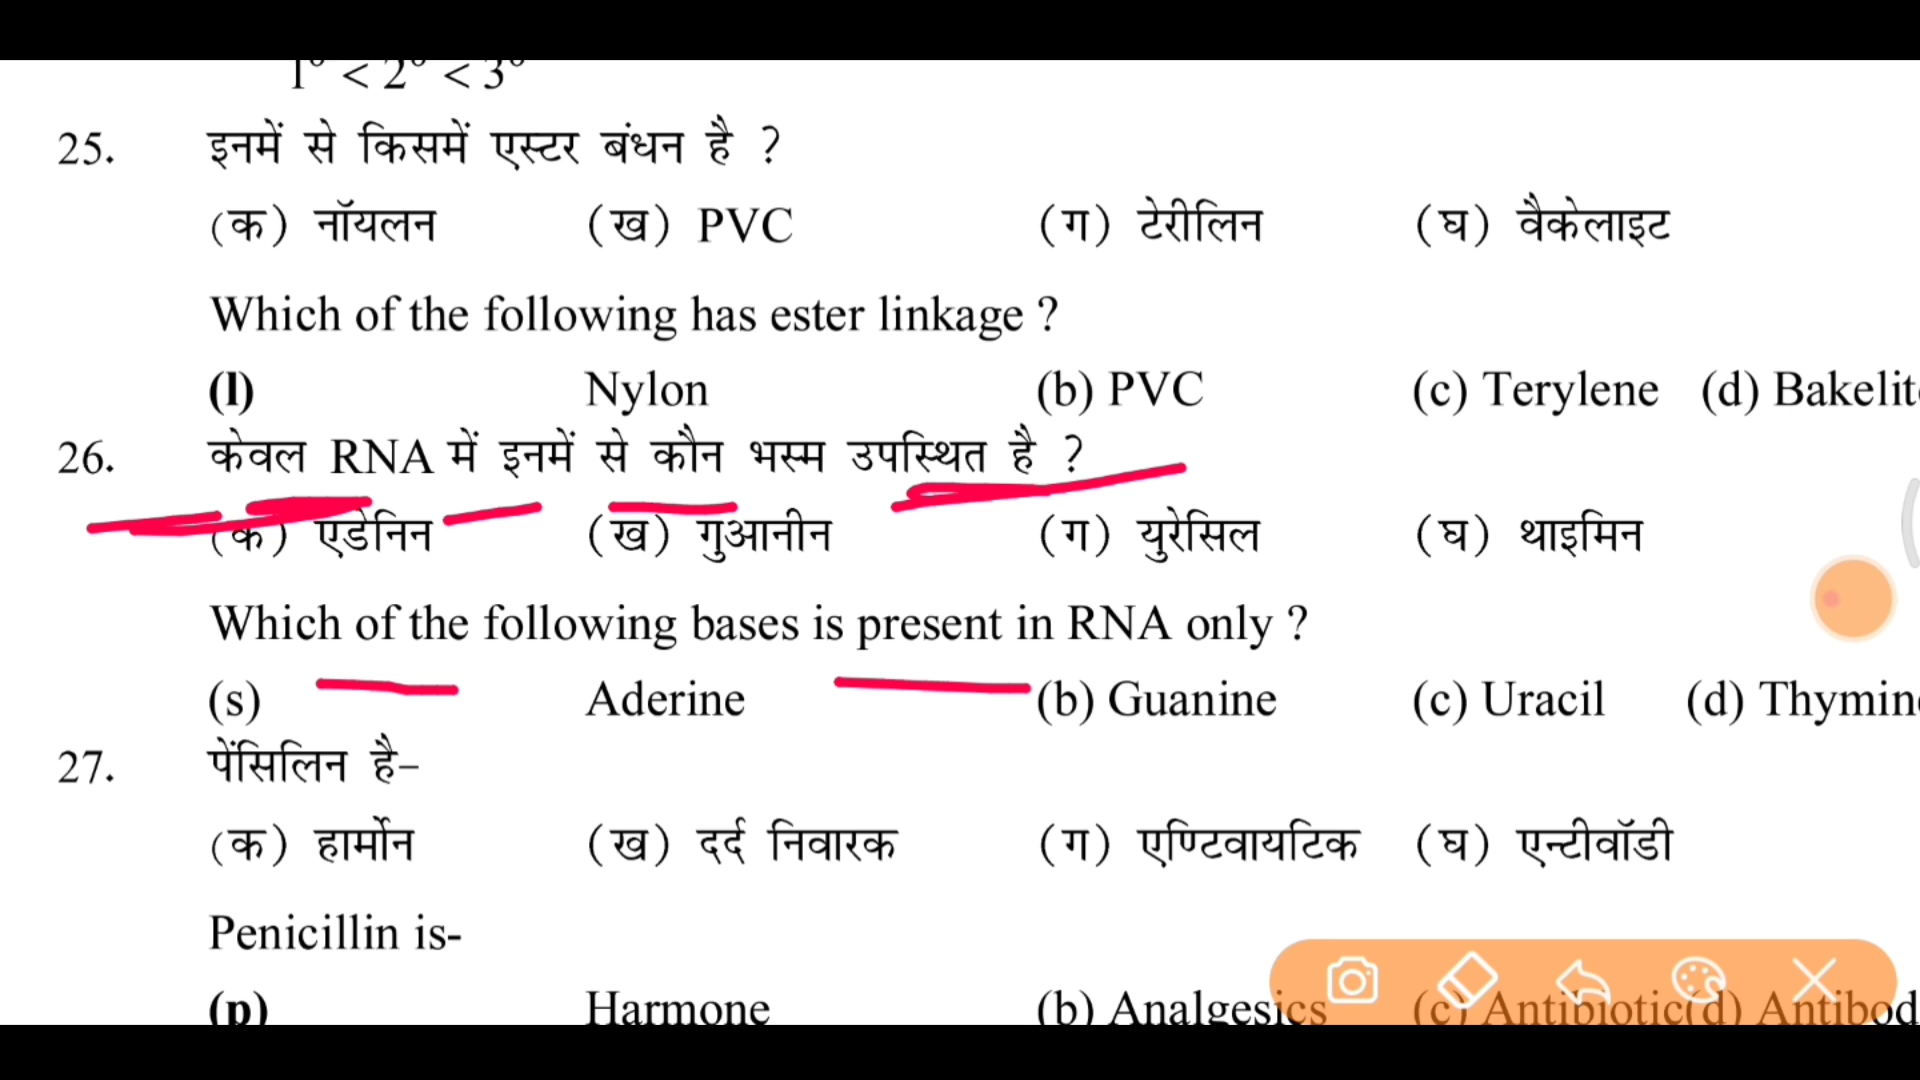 1° < 2° < 3°
25. इनमें से किसमें एस्टर बंधन है ?
(क) नॉयलन (ख) PVC (ग) टेरीलिन (घ) वैकेलाइट
Which of the following has ester linkage ?
(l) Nylon (b) PVC (c) Terylene (d) Bakelit
26. केवल RNA में इनमें से कौन भस्म उपस्थित है ?
(क) एडेनिन (ख) गुआनीन (ग) युरेसिल (घ) थाइमिन
Which of the following bases is present in RNA only ?
(s) Aderine (b) Guanine (c) Uracil (d) Thymin
27. पेंसिलिन है–
(क) हार्मोन (ख) दर्द निवारक (ग) एण्टिवायटिक (घ) एन्टीवॉडी
Penicillin is-
(p) Harmone (b) Analgesics (c) Antibiotic (d) Antibod